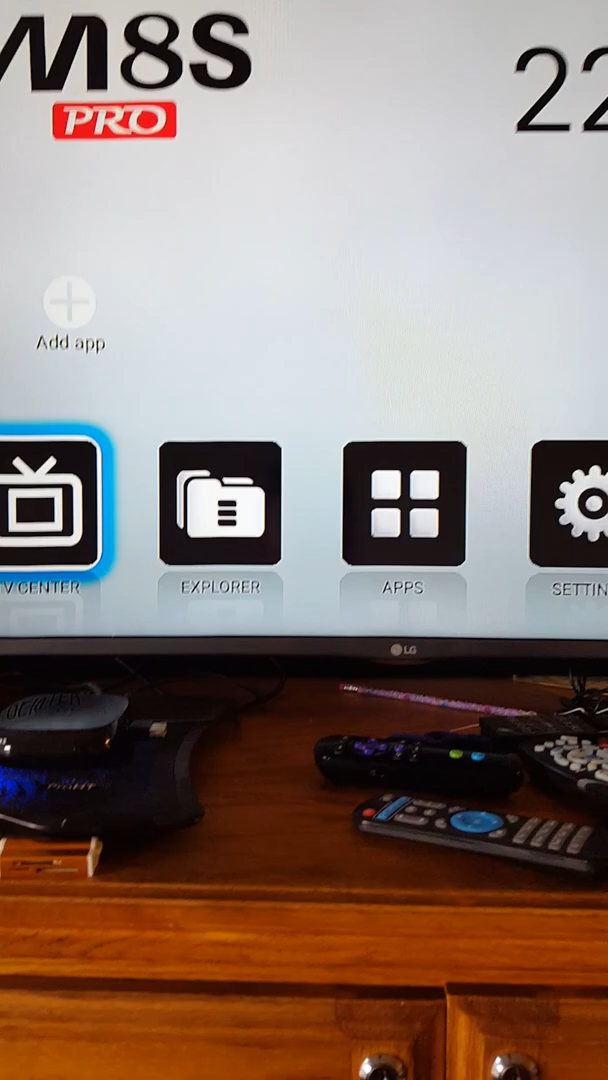 M8S
PRO
22
Add app
V CENTER
EXPLORER
APPS
SETTIN
LG